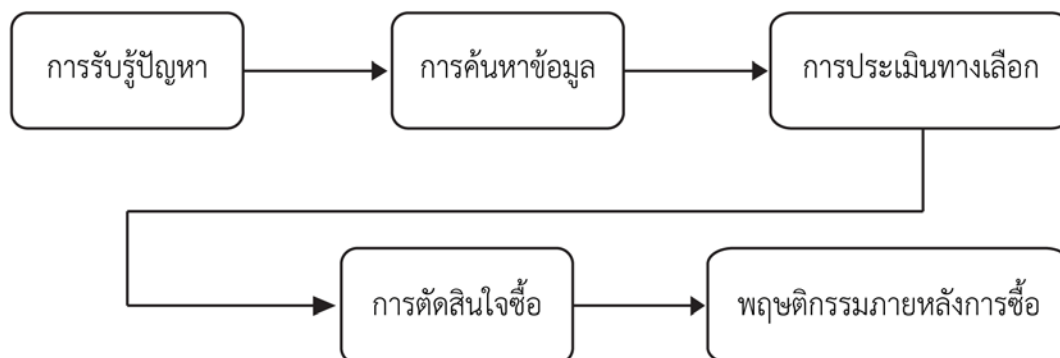 การรับรู้ปัญหา
การค้นหาข้อมูล
การประเมินทางเลือก
การตัดสินใจซื้อ
พฤษติกรรมภายหลังการซื้อ